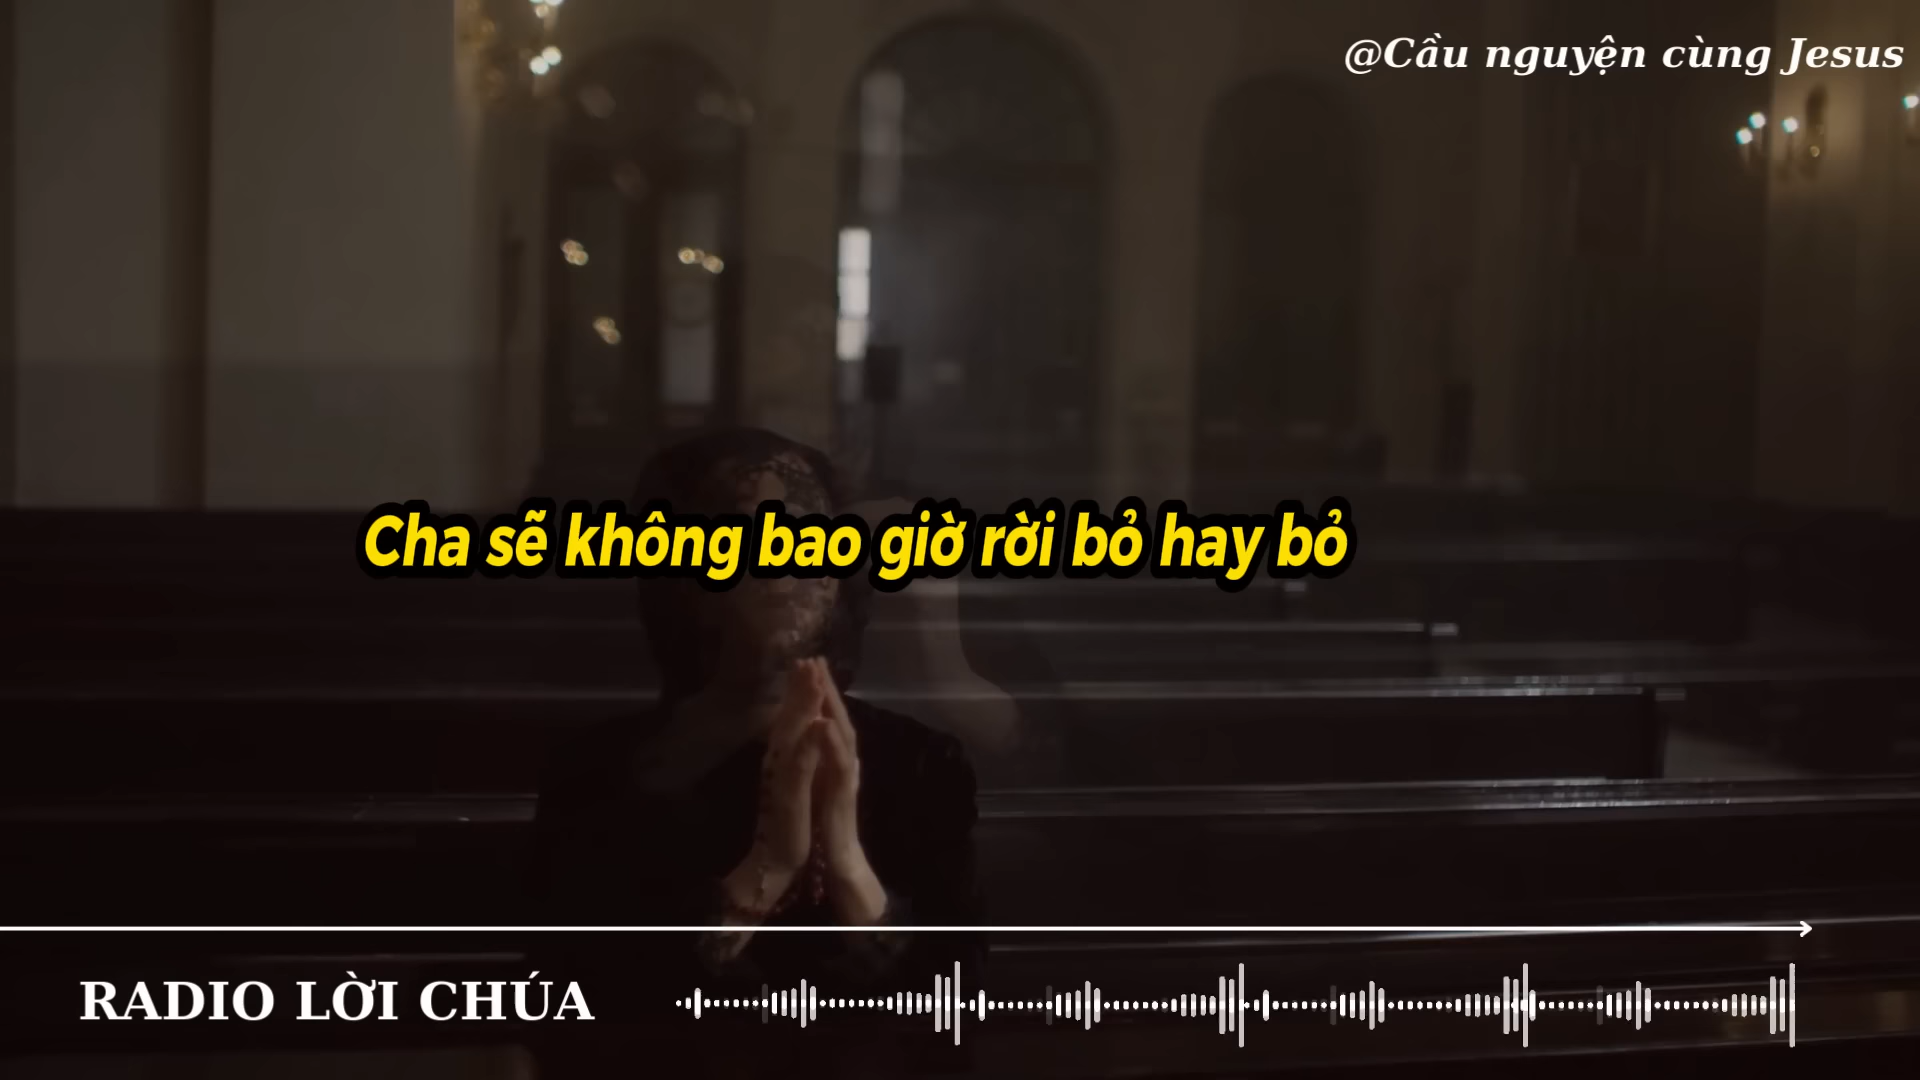 @Cầu nguyện cùng Jesus
Cha sẽ không bao giờ rời bỏ hay bỏ
RADIO LỜI CHÚA